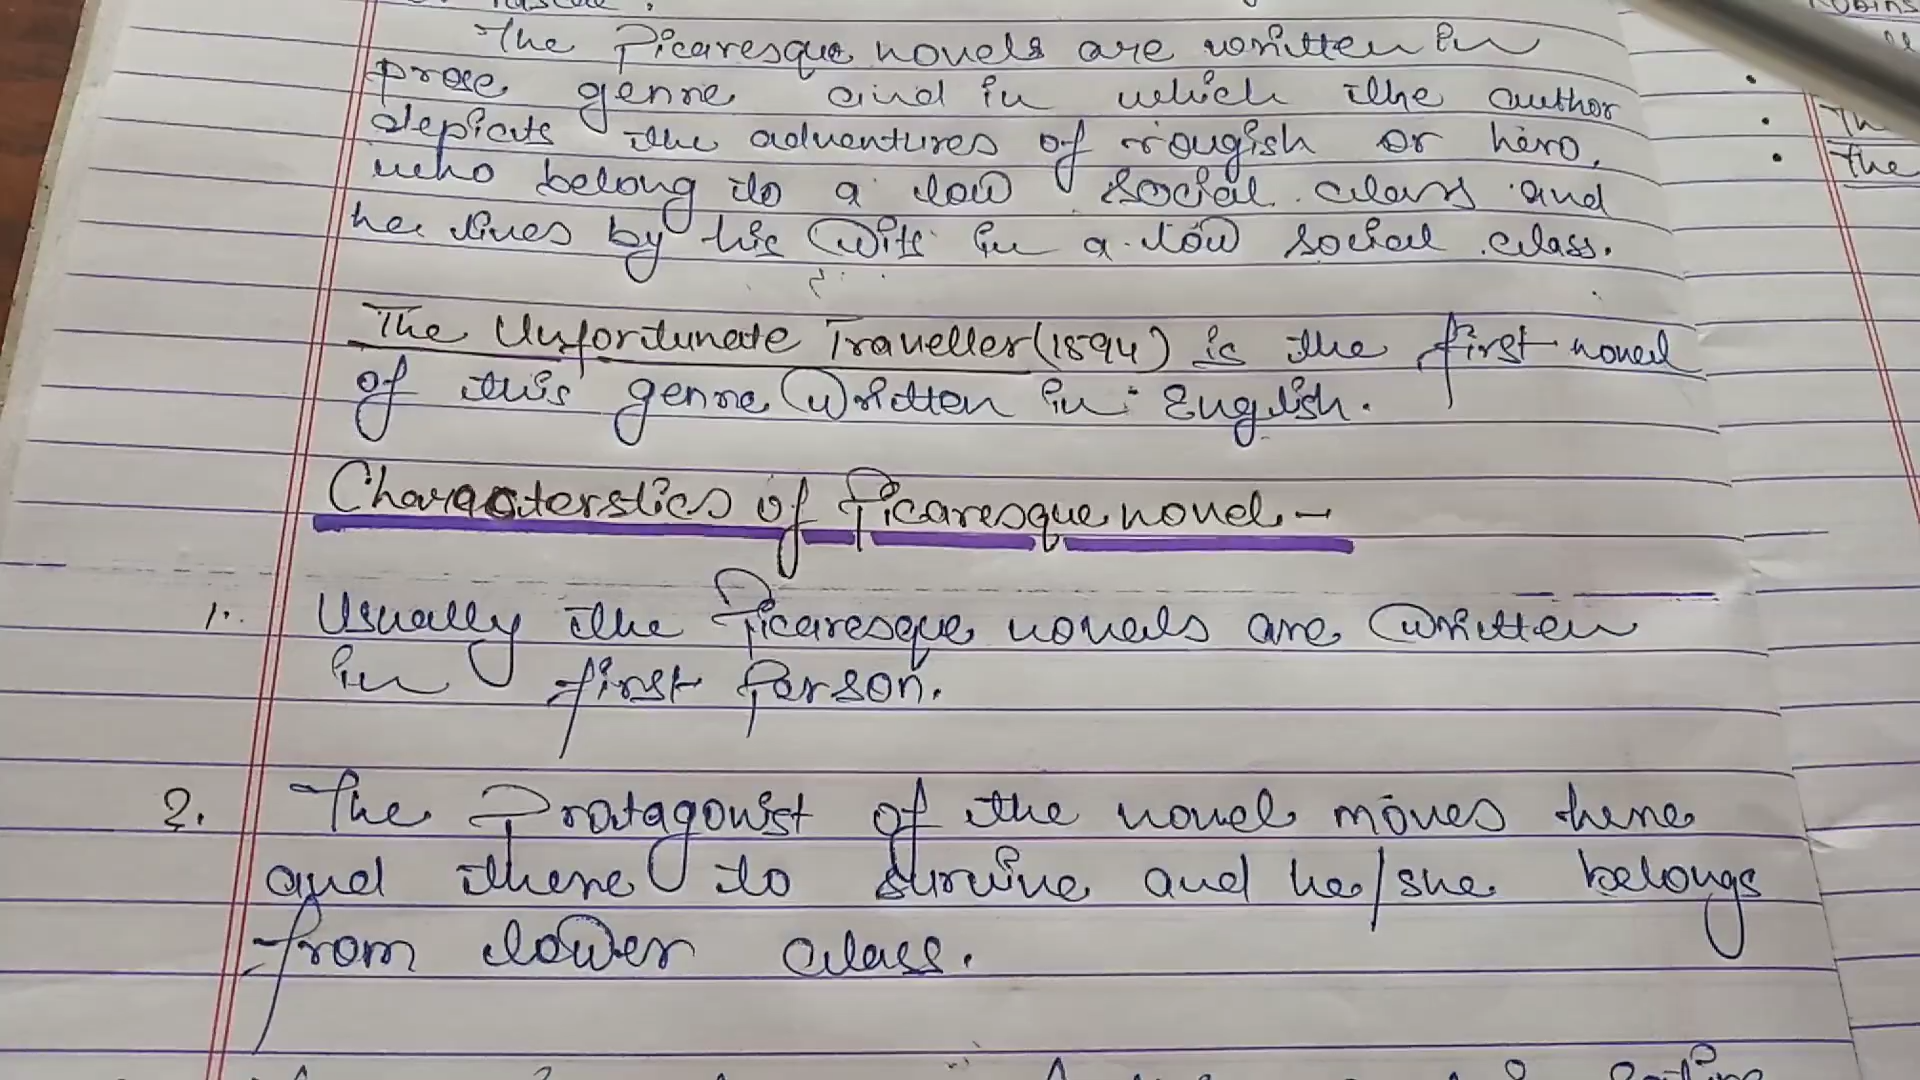 The Picaresque novels are written in
prose genre and in which the author
depicts the adventures of rougish or hero,
who belong to a low social class and
he lives by his wits in a low social class.
The Unfortunate Traveller (1594) is the first novel
of this genre written in English.
Characterstics of Picaresque novel -
1. Usually the Picaresque novels are written
in first person.
2. The Protagonist of the novel moves here
and there to survive and he/she belongs
from lower class.
The